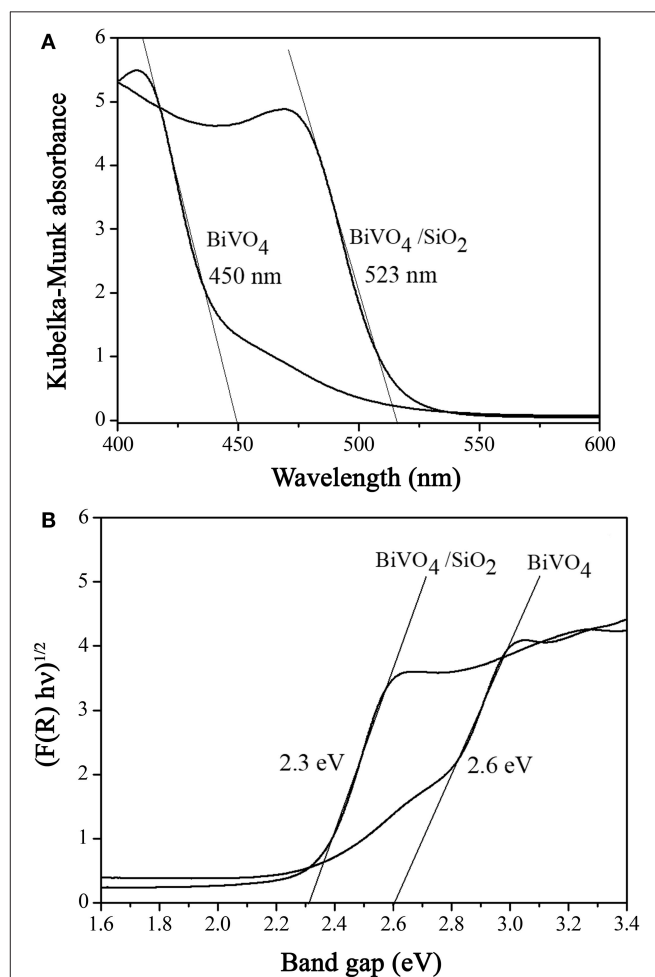 A
6
5
4
3
2
1
0
Kubelka-Munk absorbance
BiVO4
450 nm
BiVO4 /SiO2
523 nm
400 450 500 550 600
Wavelength (nm)
B
6
5
4
3
2
1
0
(F(R) hν)1/2
BiVO4 /SiO2
BiVO4
2.3 eV
2.6 eV
1.6 2.0 2.2 2.4 2.6 2.8 3.0 3.2 3.4
Band gap (eV)